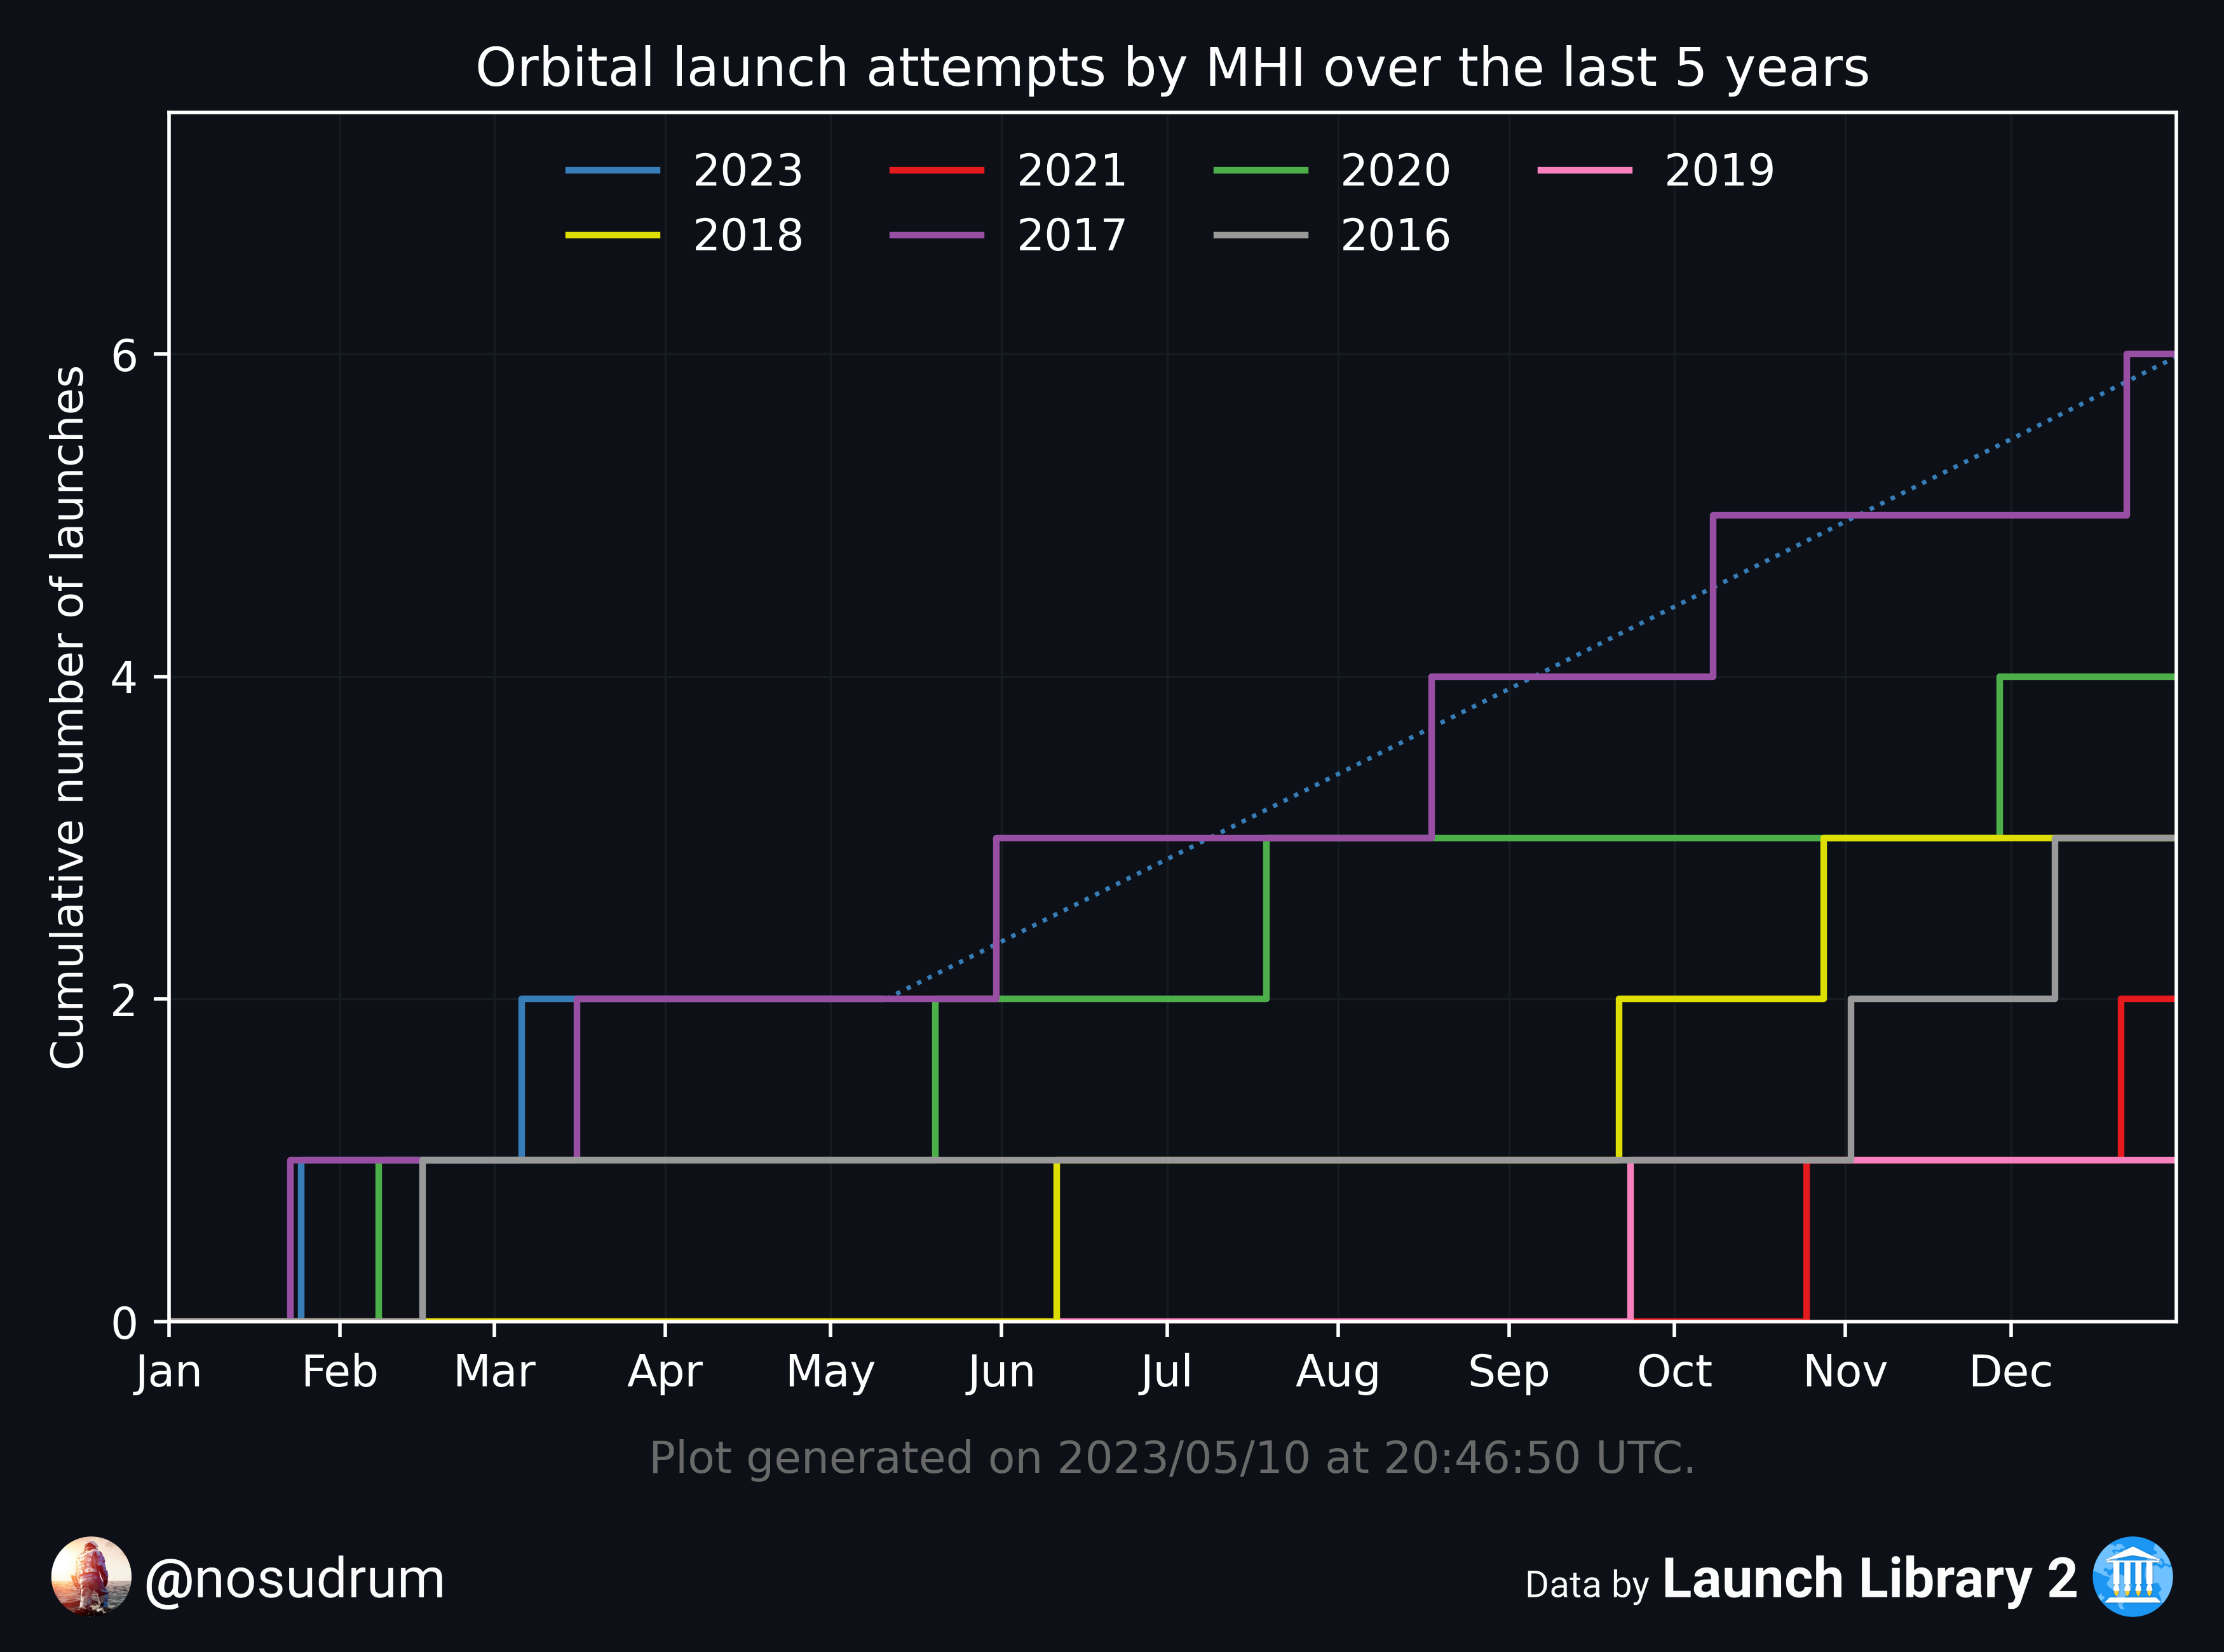 Orbital launch attempts by MHI over the last 5 years
2023 2021 2020 2019
2018 2017 2016
Cumulative number of launches
6
4
2
0
Jan Feb Mar Apr May Jun Jul Aug Sep Oct Nov Dec
Plot generated on 2023/05/10 at 20:46:50 UTC.
@nosudrum
Data by Launch Library 2